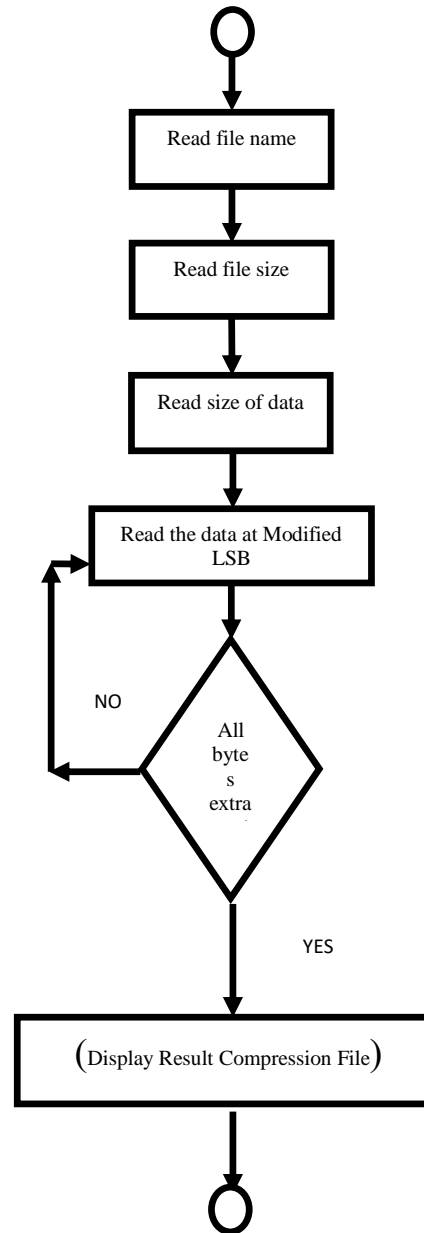 Read file name
Read file size
Read size of data
Read the data at Modified
LSB
NO
All
byte
s
extra
YES
(Display Result Compression File)